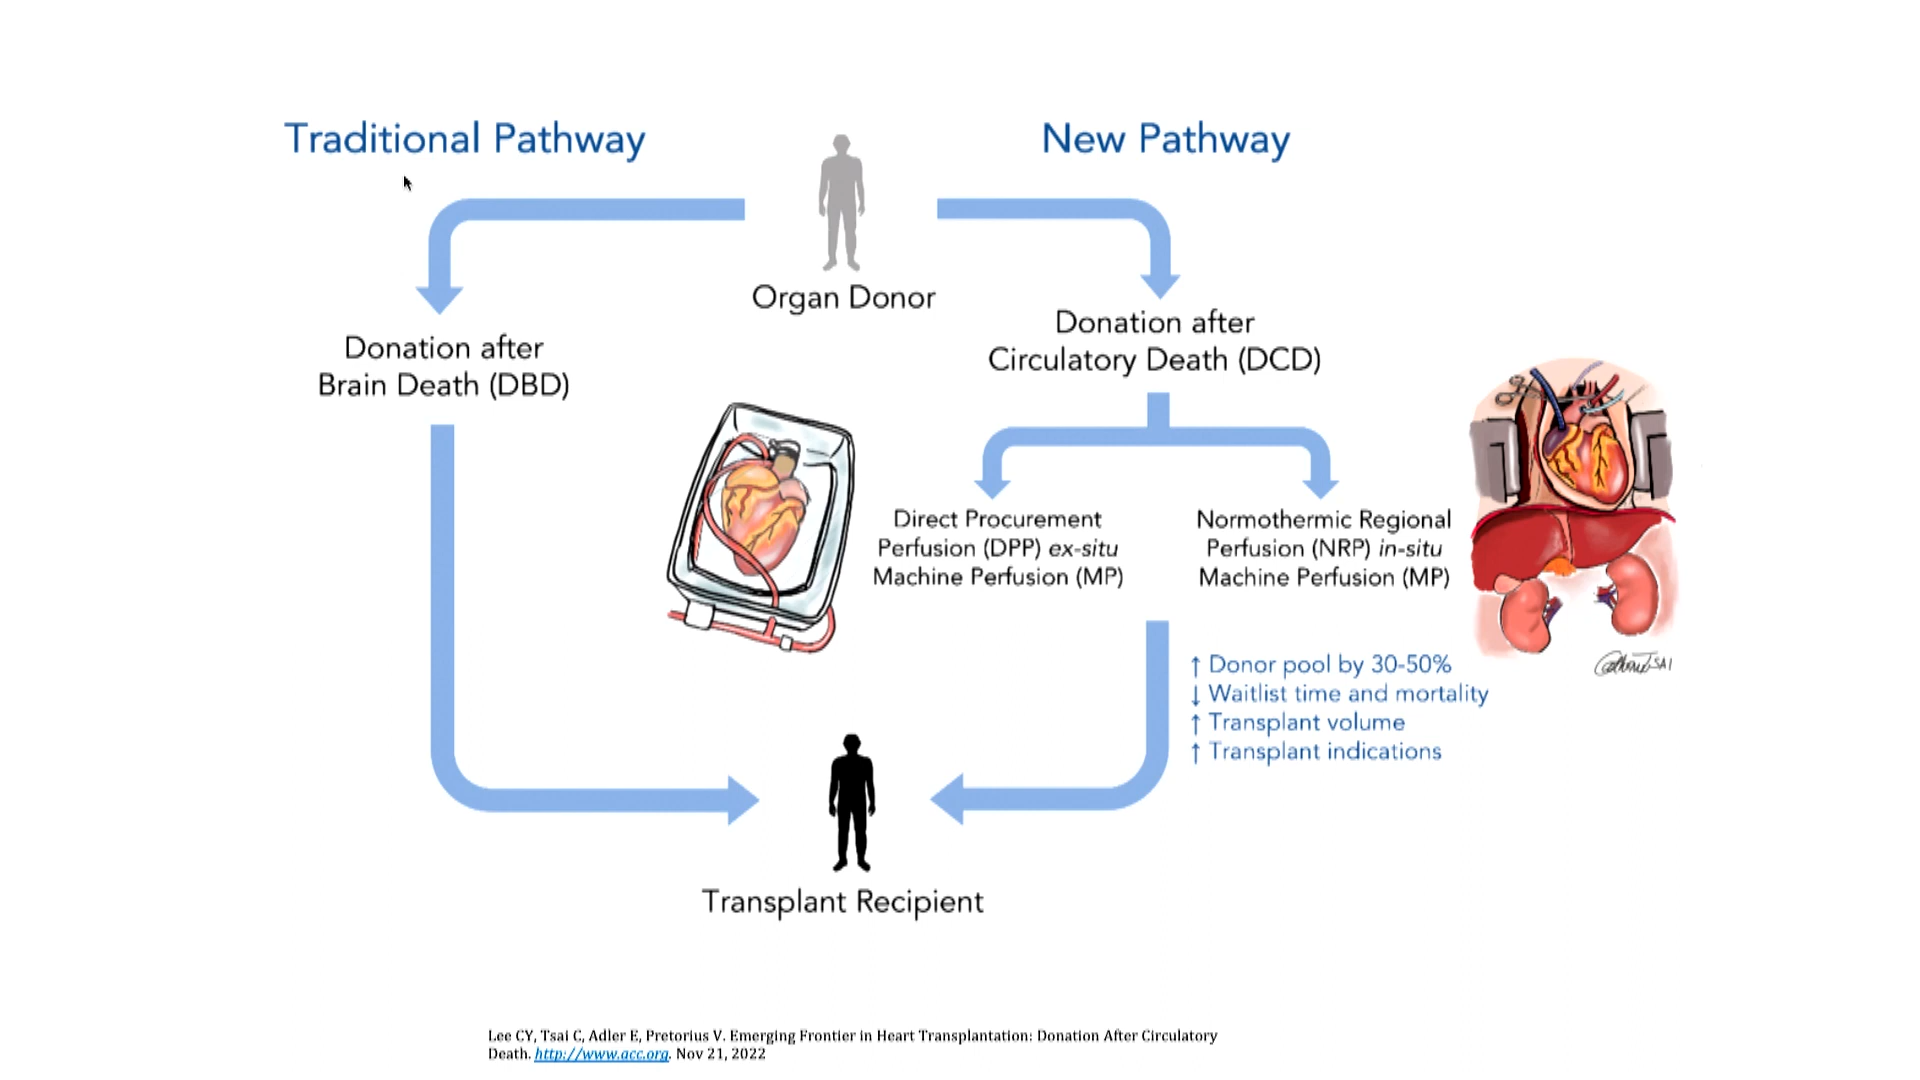 Traditional Pathway
New Pathway
Organ Donor
Donation after
Brain Death (DBD)
Donation after
Circulatory Death (DCD)
Direct Procurement
Perfusion (DPP) ex-situ
Machine Perfusion (MP)
Normothermic Regional
Perfusion (NRP) in-situ
Machine Perfusion (MP)
↑ Donor pool by 30-50%
↓ Waitlist time and mortality
↑ Transplant volume
↑ Transplant indications
Transplant Recipient
Lee CY, Tsai C, Adler E, Pretorius V. Emerging Frontier in Heart Transplantation: Donation After Circulatory
Death. http://www.acc.org. Nov 21, 2022